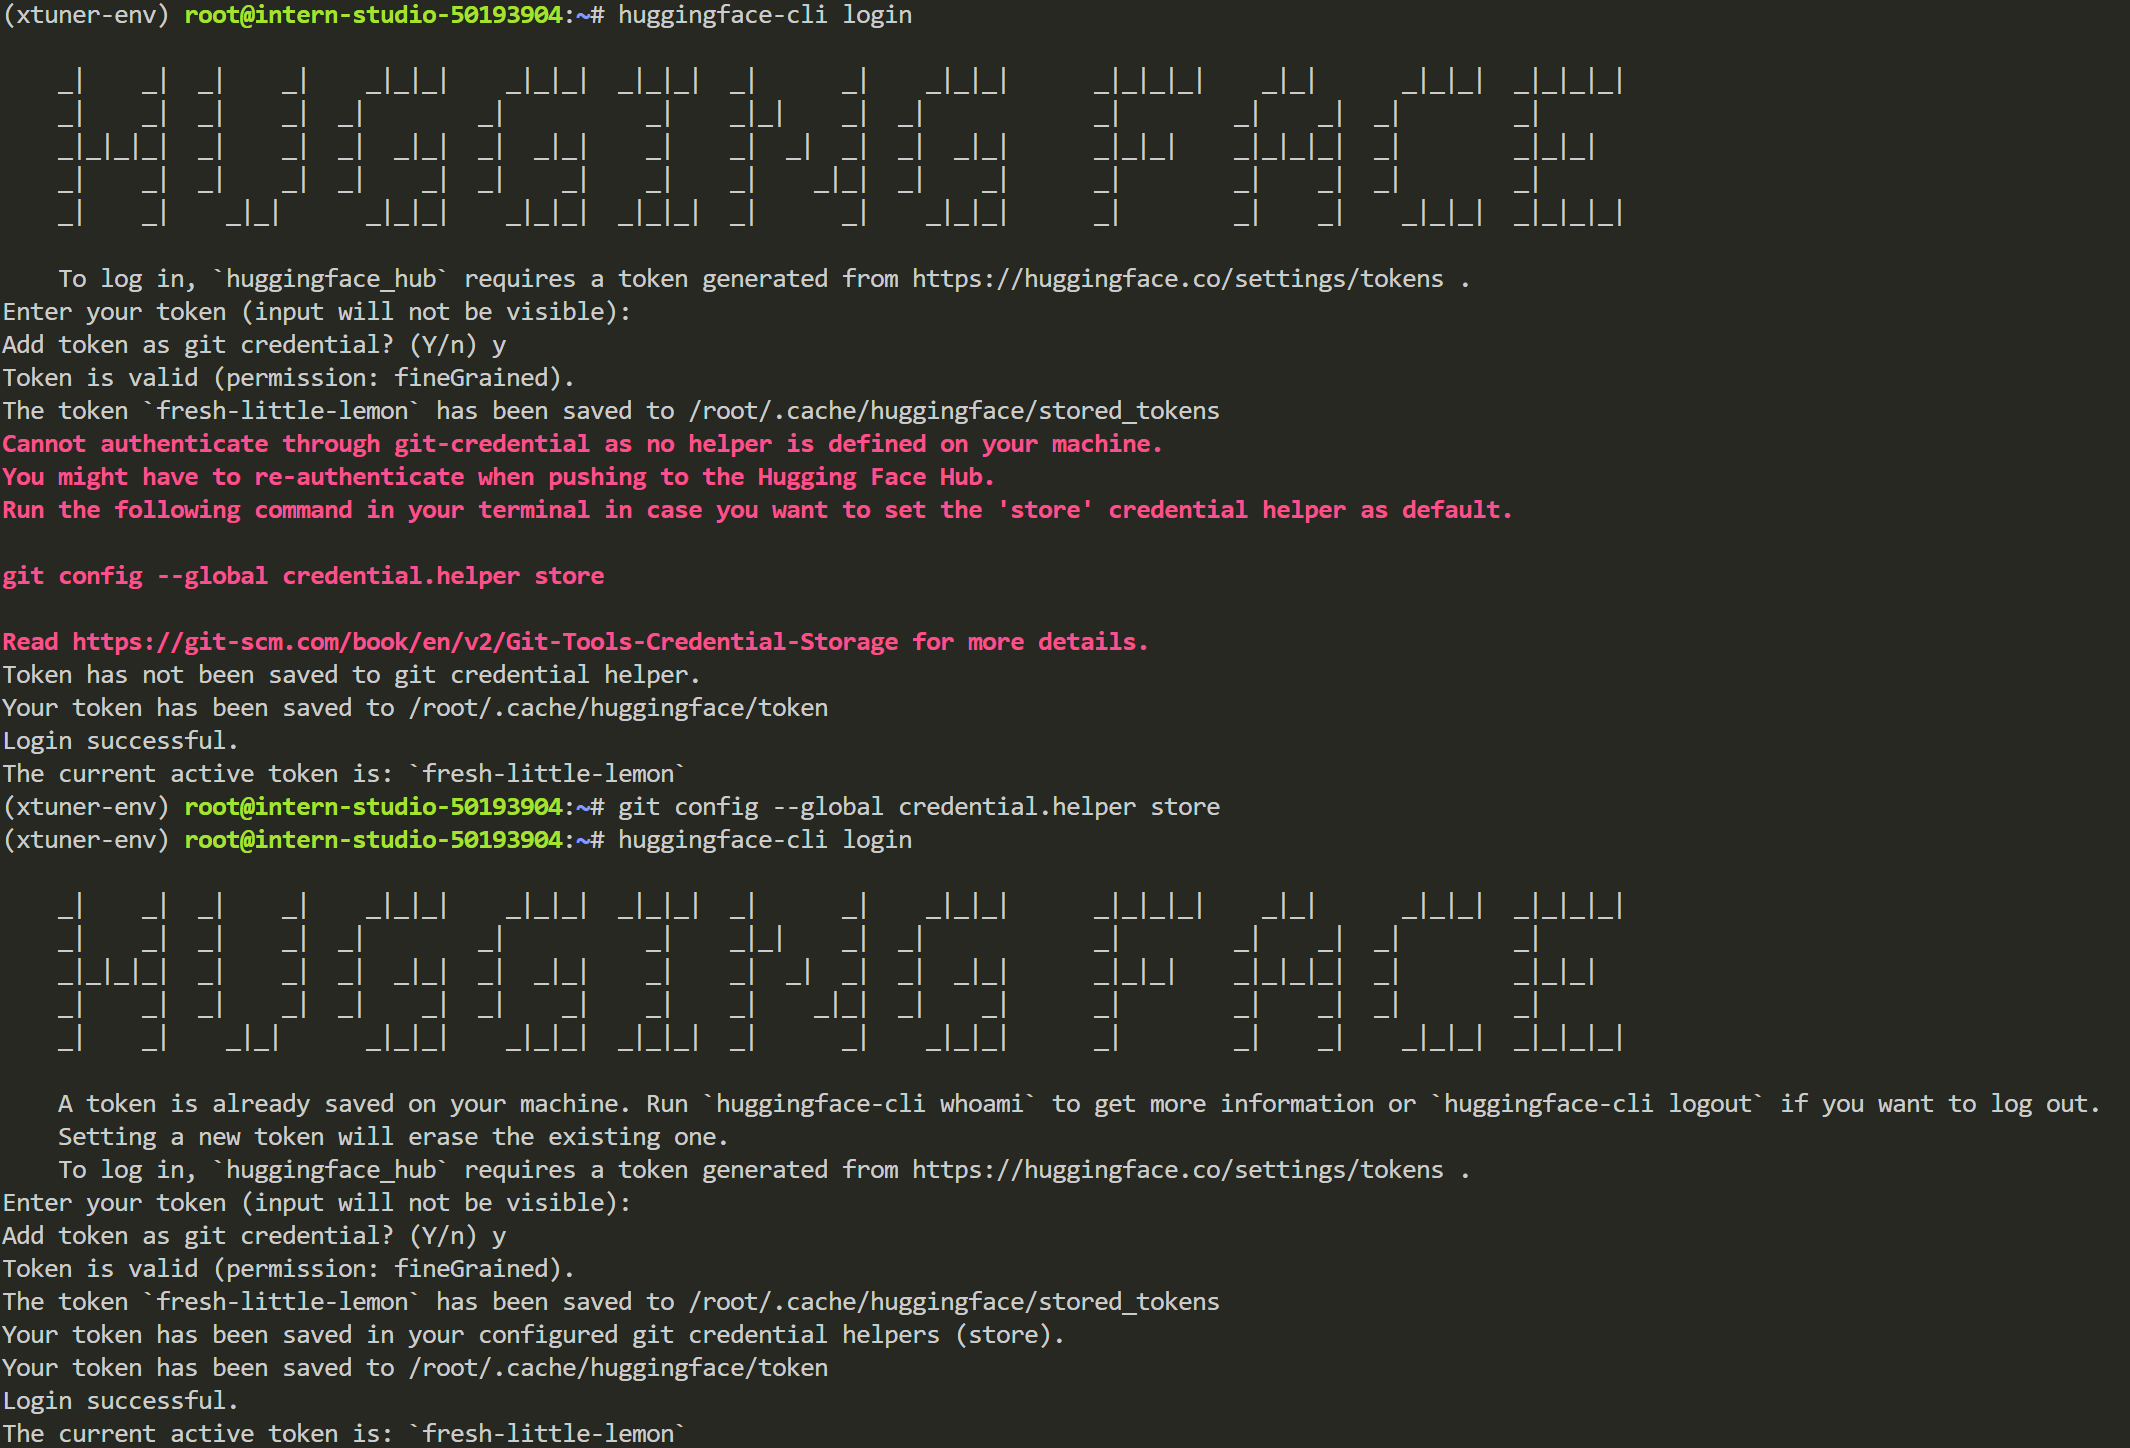 (xtuner-env) root@intern-studio-50193904:~# huggingface-cli login

    _|    _|  _|    _|    _|_|_|    _|_|_|  _|_|_|  _|      _|    _|_|_|      _|_|_|_|    _|_|      _|_|_|  _|_|_|_|
    _|    _|  _|    _|  _|        _|          _|    _|_|    _|  _|            _|        _|    _|  _|        _|
    _|_|_|_|  _|    _|  _|  _|_|  _|  _|_|    _|    _|  _|  _|  _|  _|_|      _|_|_|    _|_|_|_|  _|        _|_|_|
    _|    _|  _|    _|  _|    _|  _|    _|    _|    _|    _|_|  _|    _|      _|        _|    _|  _|        _|
    _|    _|    _|_|      _|_|_|    _|_|_|  _|_|_|  _|      _|    _|_|_|      _|        _|    _|    _|_|_|  _|_|_|_|

    To log in, `huggingface_hub` requires a token generated from https://huggingface.co/settings/tokens .
Enter your token (input will not be visible):
Add token as git credential? (Y/n) y
Token is valid (permission: fineGrained).
The token `fresh-little-lemon` has been saved to /root/.cache/huggingface/stored_tokens
Cannot authenticate through git-credential as no helper is defined on your machine.
You might have to re-authenticate when pushing to the Hugging Face Hub.
Run the following command in your terminal in case you want to set the 'store' credential helper as default.

git config --global credential.helper store

Read https://git-scm.com/book/en/v2/Git-Tools-Credential-Storage for more details.
Token has not been saved to git credential helper.
Your token has been saved to /root/.cache/huggingface/token
Login successful.
The current active token is: `fresh-little-lemon`
(xtuner-env) root@intern-studio-50193904:~# git config --global credential.helper store
(xtuner-env) root@intern-studio-50193904:~# huggingface-cli login

    _|    _|  _|    _|    _|_|_|    _|_|_|  _|_|_|  _|      _|    _|_|_|      _|_|_|_|    _|_|      _|_|_|  _|_|_|_|
    _|    _|  _|    _|  _|        _|          _|    _|_|    _|  _|            _|        _|    _|  _|        _|
    _|_|_|_|  _|    _|  _|  _|_|  _|  _|_|    _|    _|  _|  _|  _|  _|_|      _|_|_|    _|_|_|_|  _|        _|_|_|
    _|    _|  _|    _|  _|    _|  _|    _|    _|    _|    _|_|  _|    _|      _|        _|    _|  _|        _|
    _|    _|    _|_|      _|_|_|    _|_|_|  _|_|_|  _|      _|    _|_|_|      _|        _|    _|    _|_|_|  _|_|_|_|

    A token is already saved on your machine. Run `huggingface-cli whoami` to get more information or `huggingface-cli logout` if you want to log out.
    Setting a new token will erase the existing one.
    To log in, `huggingface_hub` requires a token generated from https://huggingface.co/settings/tokens .
Enter your token (input will not be visible):
Add token as git credential? (Y/n) y
Token is valid (permission: fineGrained).
The token `fresh-little-lemon` has been saved to /root/.cache/huggingface/stored_tokens
Your token has been saved in your configured git credential helpers (store).
Your token has been saved to /root/.cache/huggingface/token
Login successful.
The current active token is: `fresh-little-lemon`